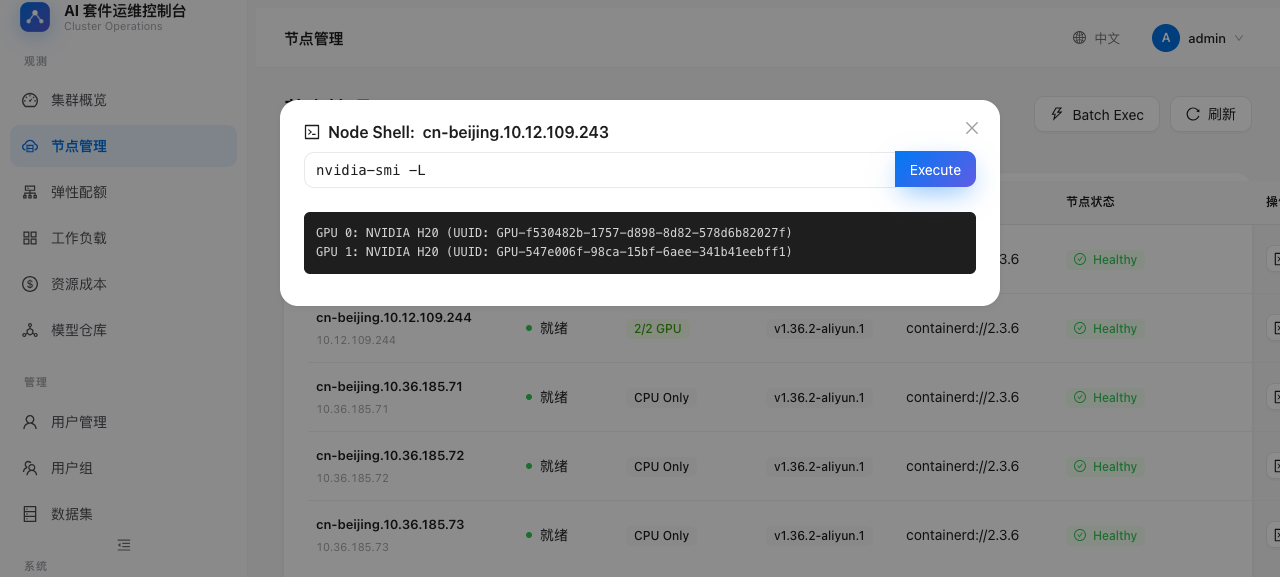 AI 套件运维控制台
Cluster Operations
观测
集群概览
节点管理
弹性配额
工作负载
资源成本
模型仓库
管理
用户管理
用户组
数据集
系统
节点管理
中文
A
admin
Batch Exec
刷新
Node Shell: cn-beijing.10.12.109.243
nvidia-smi -L
Execute
GPU 0: NVIDIA H20 (UUID: GPU-f530482b-1757-d898-8d82-578d6b82027f)
GPU 1: NVIDIA H20 (UUID: GPU-547e006f-98ca-15bf-6aee-341b41eebff1)
节点状态
3.6 Healthy
cn-beijing.10.12.109.244 就绪 2/2 GPU v1.36.2-aliyun.1 containerd://2.3.6 Healthy
10.12.109.244
cn-beijing.10.36.185.71 就绪 CPU Only v1.36.2-aliyun.1 containerd://2.3.6 Healthy
10.36.185.71
cn-beijing.10.36.185.72 就绪 CPU Only v1.36.2-aliyun.1 containerd://2.3.6 Healthy
10.36.185.72
cn-beijing.10.36.185.73 就绪 CPU Only v1.36.2-aliyun.1 containerd://2.3.6 Healthy
10.36.185.73